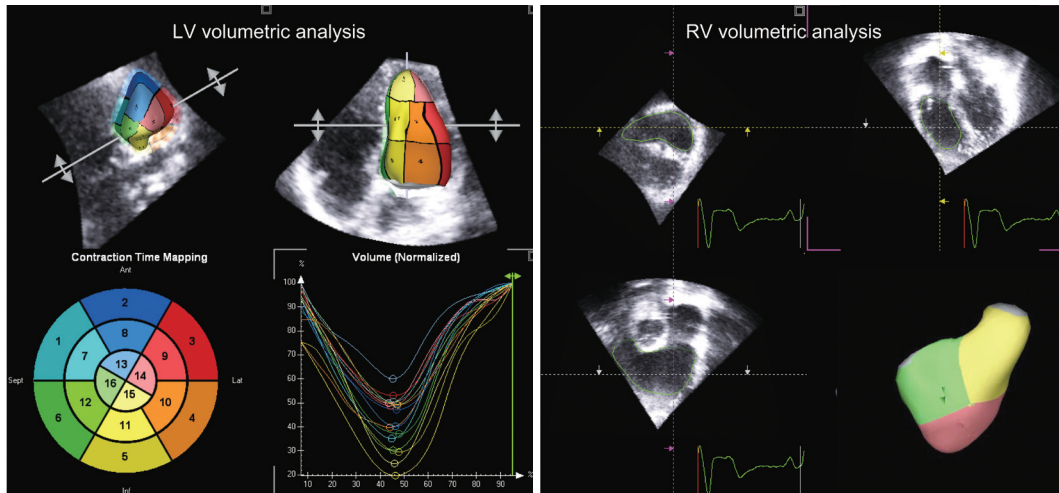 LV volumetric analysis
RV volumetric analysis
Contraction Time Mapping
Ant
2
1
8
3
7
9
13
14
Sept
16
Lat
15
12
10
6
11
4
5
Inf
Volume (Normalized)
%
100
90
80
70
60
50
40
30
20
10 20 30 40 50 60 70 80 90 %